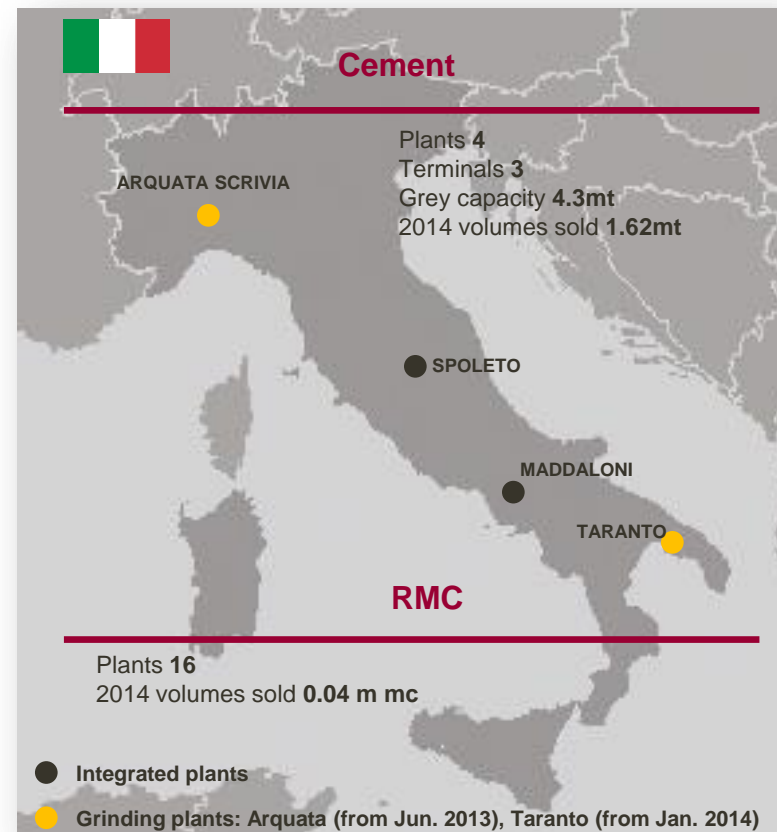 Cement
Plants 4
Terminals 3
Grey capacity 4.3mt
2014 volumes sold 1.62mt
ARQUATA SCRIVIA
SPOLETO
MADDALONI
TARANTO
RMC
Plants 16
2014 volumes sold 0.04 m mc
Integrated plants
Grinding plants: Arquata (from Jun. 2013), Taranto (from Jan. 2014)